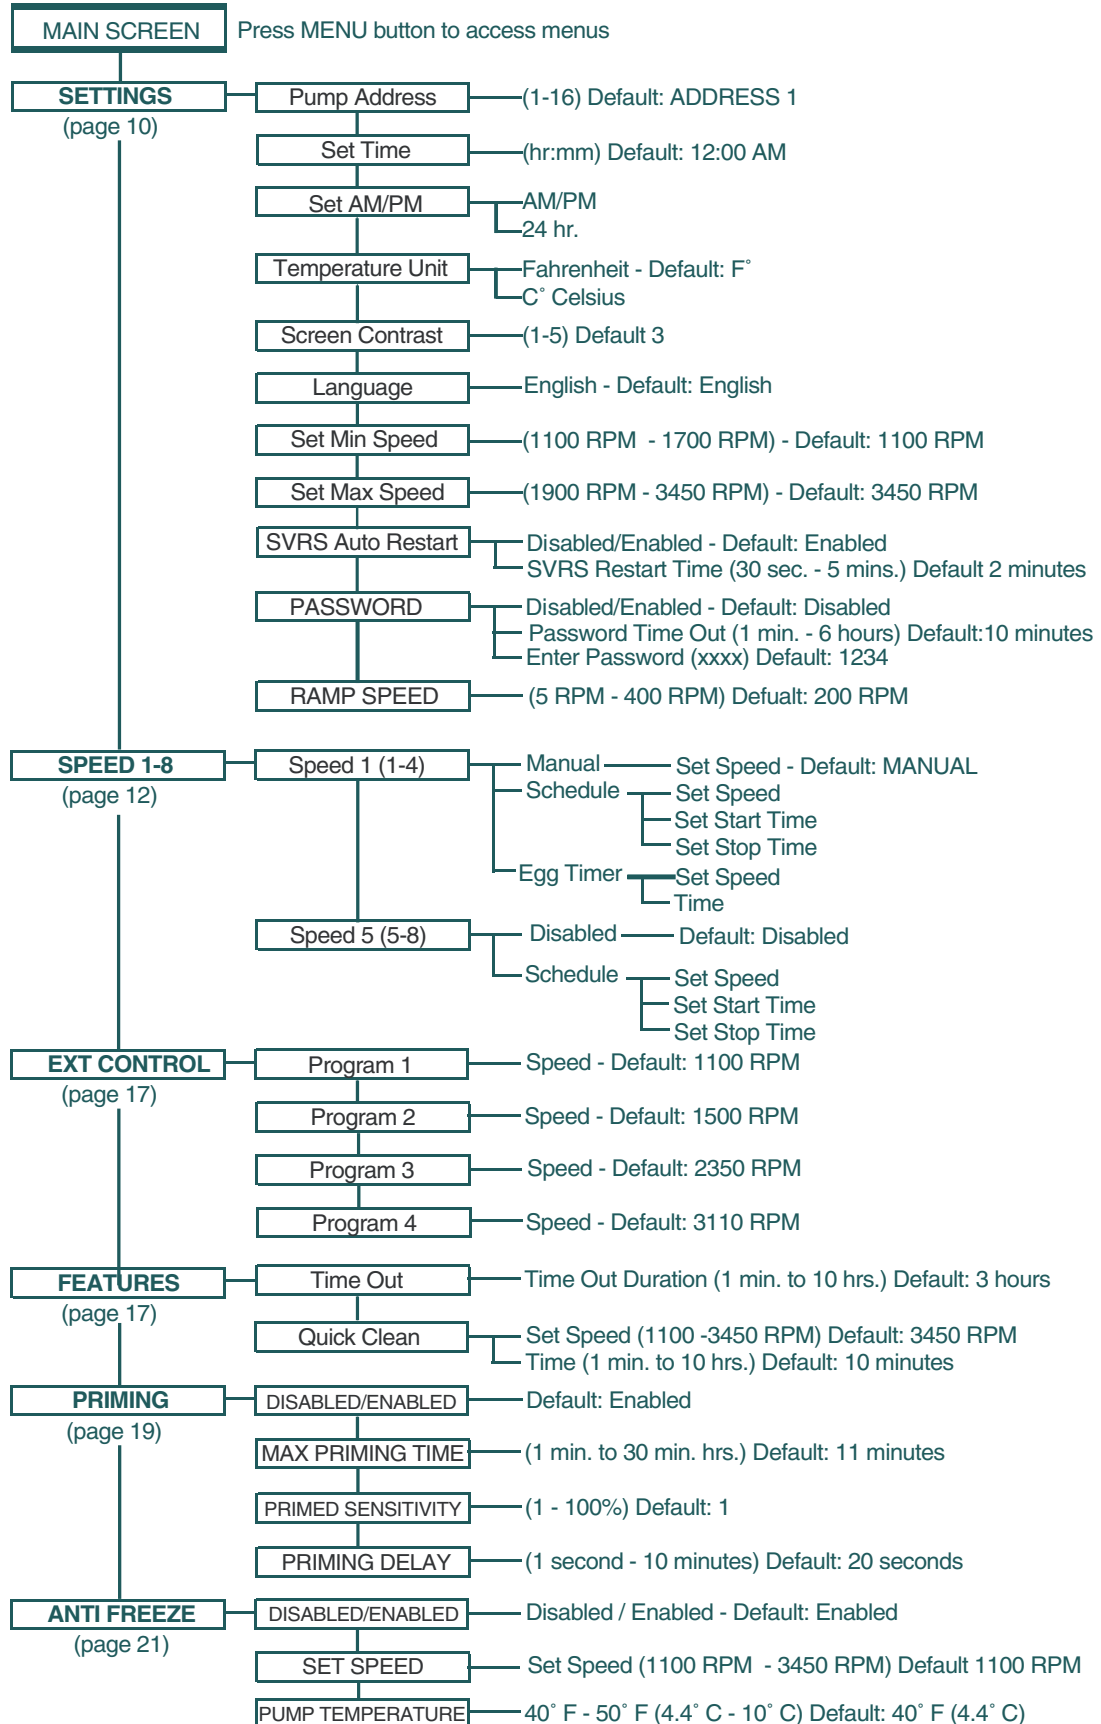 MAIN SCREEN Press MENU button to access menus
SETTINGS Pump Address (1-16) Default: ADDRESS 1
(page 10)
Set Time (hr:mm) Default: 12:00 AM
Set AM/PM AM/PM
24 hr.
Temperature Unit Fahrenheit - Default: F°
C° Celsius
Screen Contrast (1-5) Default 3
Language English - Default: English
Set Min Speed (1100 RPM - 1700 RPM) - Default: 1100 RPM
Set Max Speed (1900 RPM - 3450 RPM) - Default: 3450 RPM
SVRS Auto Restart Disabled/Enabled - Default: Enabled
SVRS Restart Time (30 sec. - 5 mins.) Default 2 minutes
PASSWORD Disabled/Enabled - Default: Disabled
Password Time Out (1 min. - 6 hours) Default:10 minutes
Enter Password (xxxx) Default: 1234
RAMP SPEED (5 RPM - 400 RPM) Defualt: 200 RPM
SPEED 1-8 Speed 1 (1-4) Manual Set Speed - Default: MANUAL
(page 12) Schedule Set Speed
Set Start Time
Set Stop Time
Egg Timer Set Speed
Time
Speed 5 (5-8) Disabled Default: Disabled
Schedule Set Speed
Set Start Time
Set Stop Time
EXT CONTROL Program 1 Speed - Default: 1100 RPM
(page 17)
Program 2 Speed - Default: 1500 RPM
Program 3 Speed - Default: 2350 RPM
Program 4 Speed - Default: 3110 RPM
FEATURES Time Out Time Out Duration (1 min. to 10 hrs.) Default: 3 hours
(page 17)
Quick Clean Set Speed (1100 -3450 RPM) Default: 3450 RPM
Time (1 min. to 10 hrs.) Default: 10 minutes
PRIMING DISABLED/ENABLED Default: Enabled
(page 19)
MAX PRIMING TIME (1 min. to 30 min. hrs.) Default: 11 minutes
PRIMED SENSITIVITY (1 - 100%) Default: 1
PRIMING DELAY (1 second - 10 minutes) Default: 20 seconds
ANTI FREEZE DISABLED/ENABLED Disabled / Enabled - Default: Enabled
(page 21)
SET SPEED Set Speed (1100 RPM - 3450 RPM) Default 1100 RPM
PUMP TEMPERATURE 40° F - 50° F (4.4° C - 10° C) Default: 40° F (4.4° C)